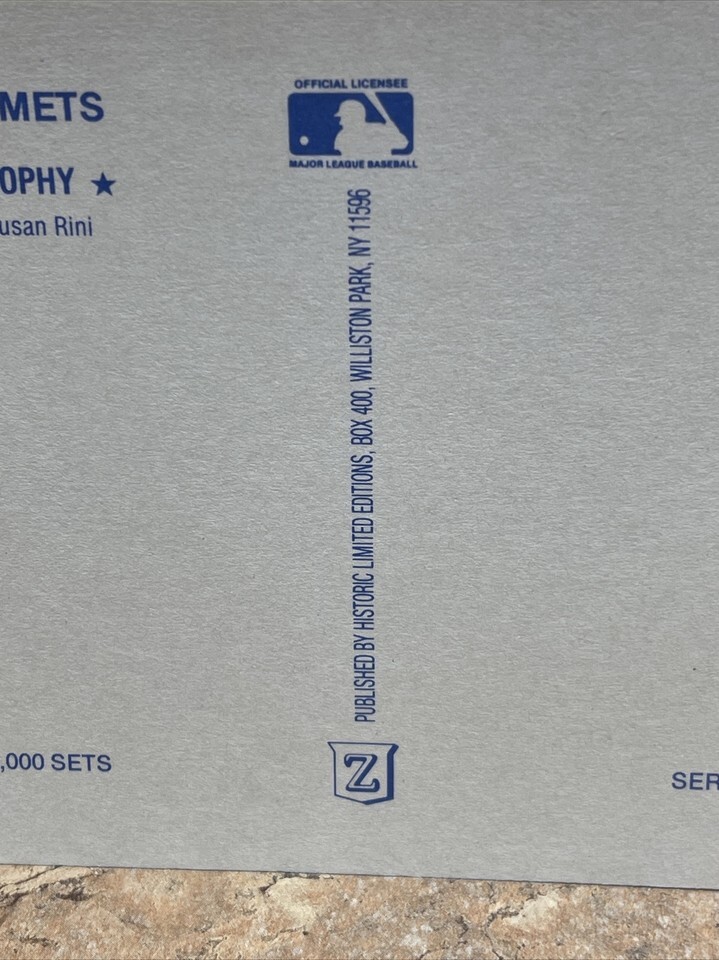 METS
OPHY ★
usan Rini
OFFICIAL LICENSEE
MAJOR LEAGUE BASEBALL
PUBLISHED BY HISTORIC LIMITED EDITIONS, BOX 400, WILLISTON PARK, NY 11596
Z
,000 SETS
SER